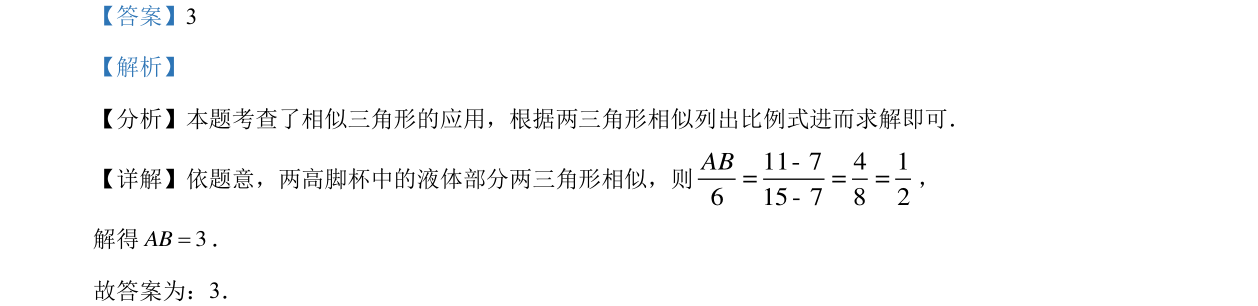 【答案】3
【解析】
【分析】本题考查了相似三角形的应用，根据两三角形相似列出比例式进而求解即可．
【详解】依题意，两高脚杯中的液体部分两三角形相似，则 AB/6 = (11- 7)/(15- 7) = 4/8 = 1/2 ，
解得 AB = 3 ．
故答案为：3．